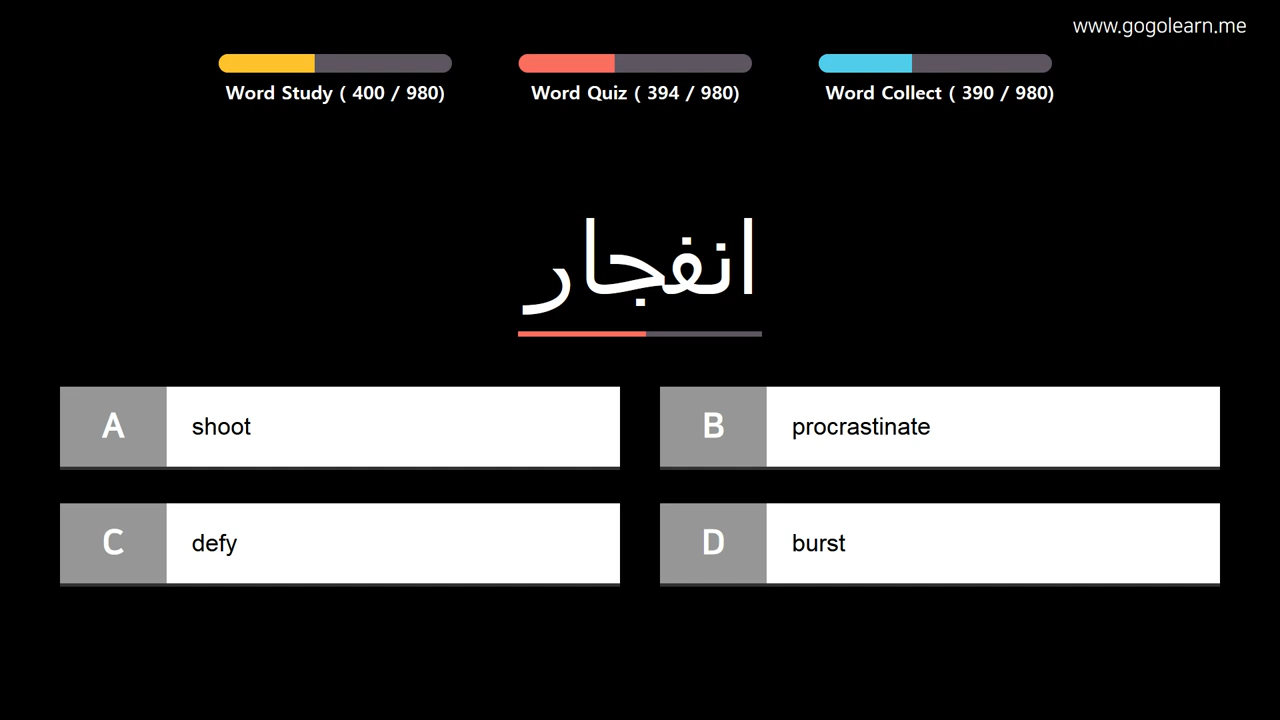 www.gogolearn.me
Word Study ( 400 / 980)
Word Quiz ( 394 / 980)
Word Collect ( 390 / 980)
انفجار
A shoot
B procrastinate
C defy
D burst